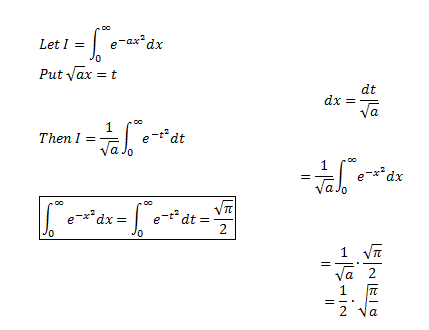 Let I = ∫₀^∞ e^(−ax²) dx
Put √a x = t
dx = dt/√a
Then I = 1/√a ∫₀^∞ e^(−t²) dt
= 1/√a ∫₀^∞ e^(−x²) dx
∫₀^∞ e^(−x²) dx = ∫₀^∞ e^(−t²) dt = √π/2
= 1/√a · √π/2
= 1/2 · √(π/a)